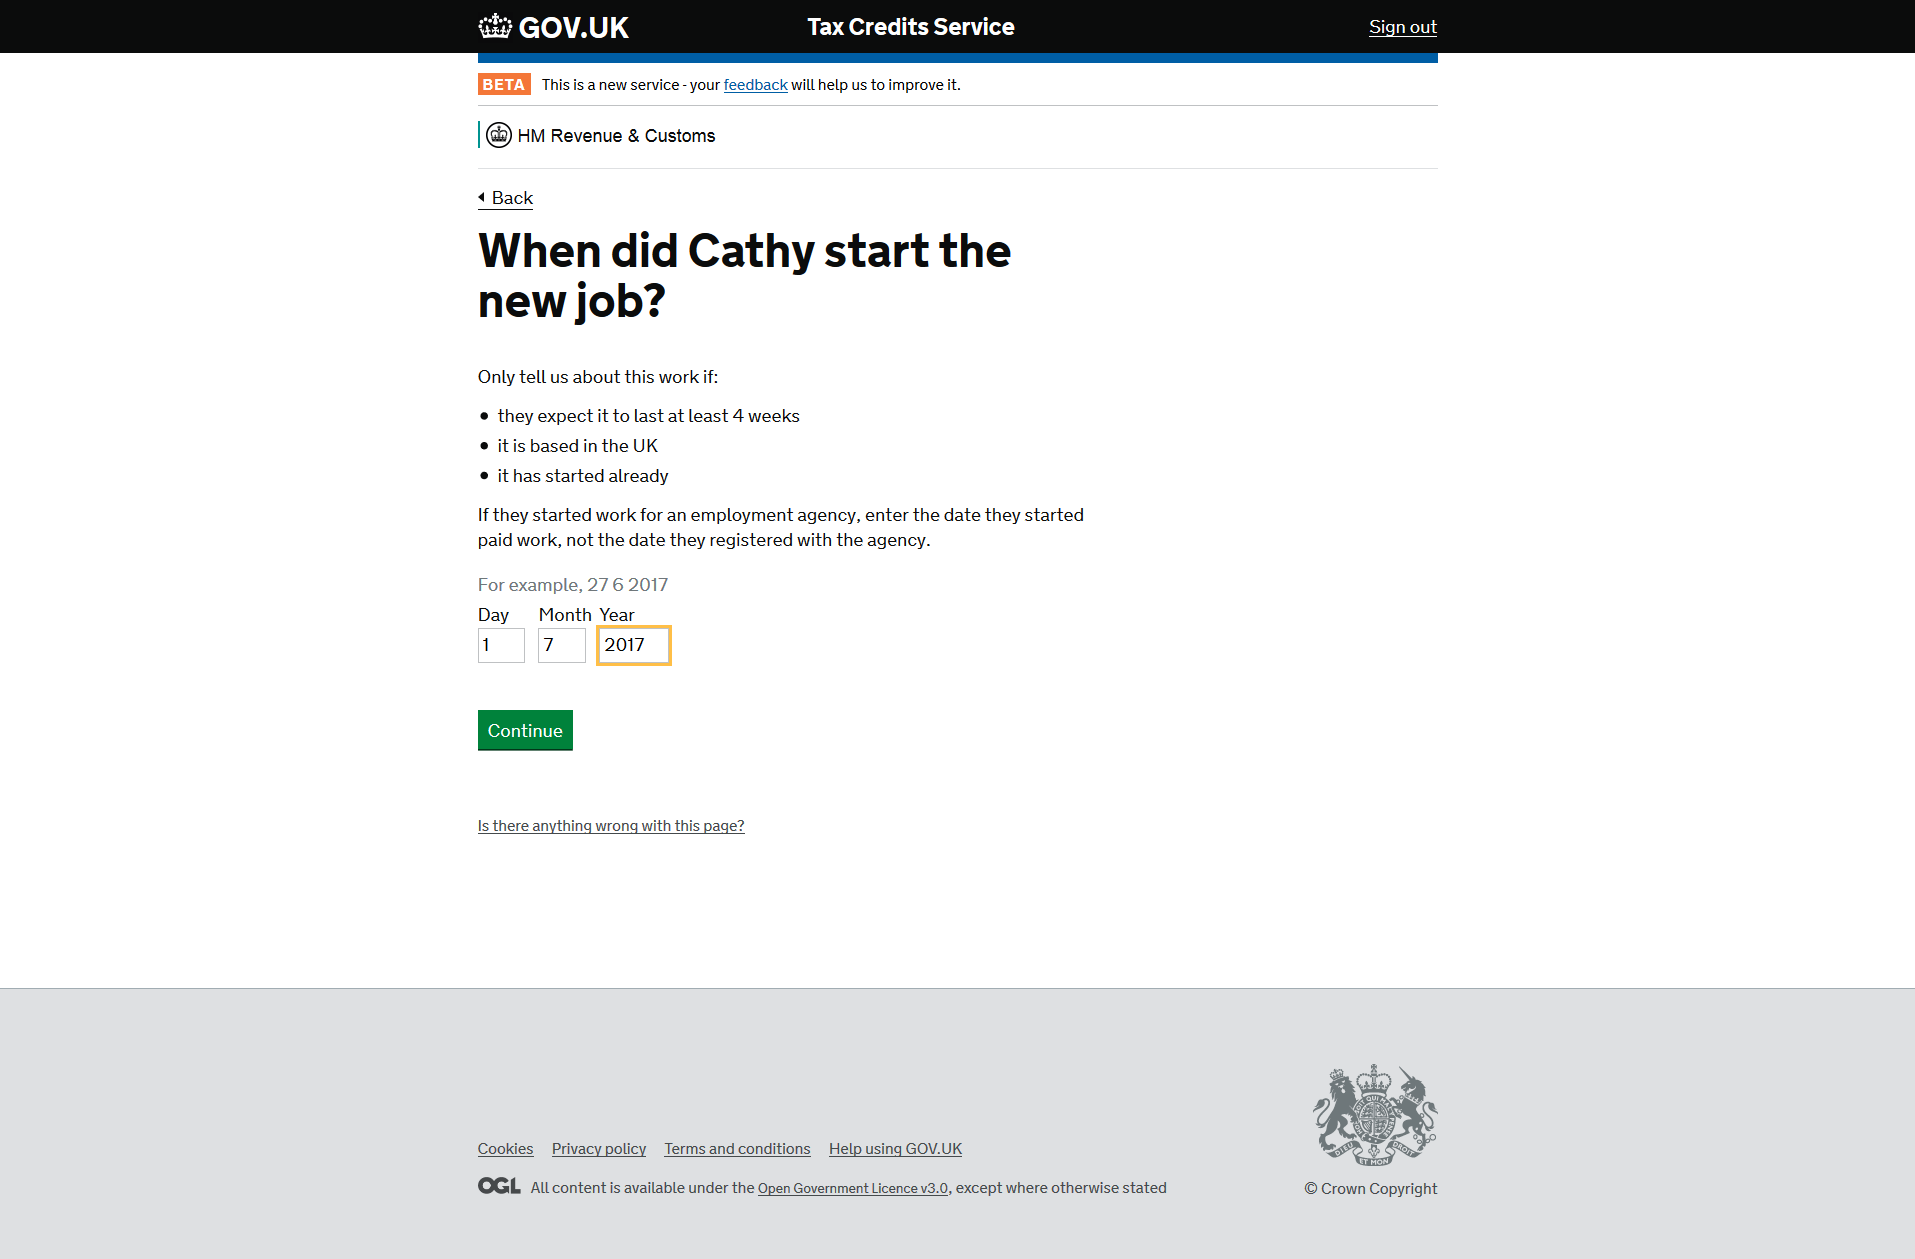 GOV.UK Tax Credits Service Sign out
BETA This is a new service - your feedback will help us to improve it.
HM Revenue & Customs
Back
When did Cathy start the
new job?
Only tell us about this work if:
• they expect it to last at least 4 weeks
• it is based in the UK
• it has started already
If they started work for an employment agency, enter the date they started
paid work, not the date they registered with the agency.
For example, 27 6 2017
Day Month Year
1 7 2017
Continue
Is there anything wrong with this page?
Cookies Privacy policy Terms and conditions Help using GOV.UK
OGL All content is available under the Open Government Licence v3.0, except where otherwise stated
© Crown Copyright